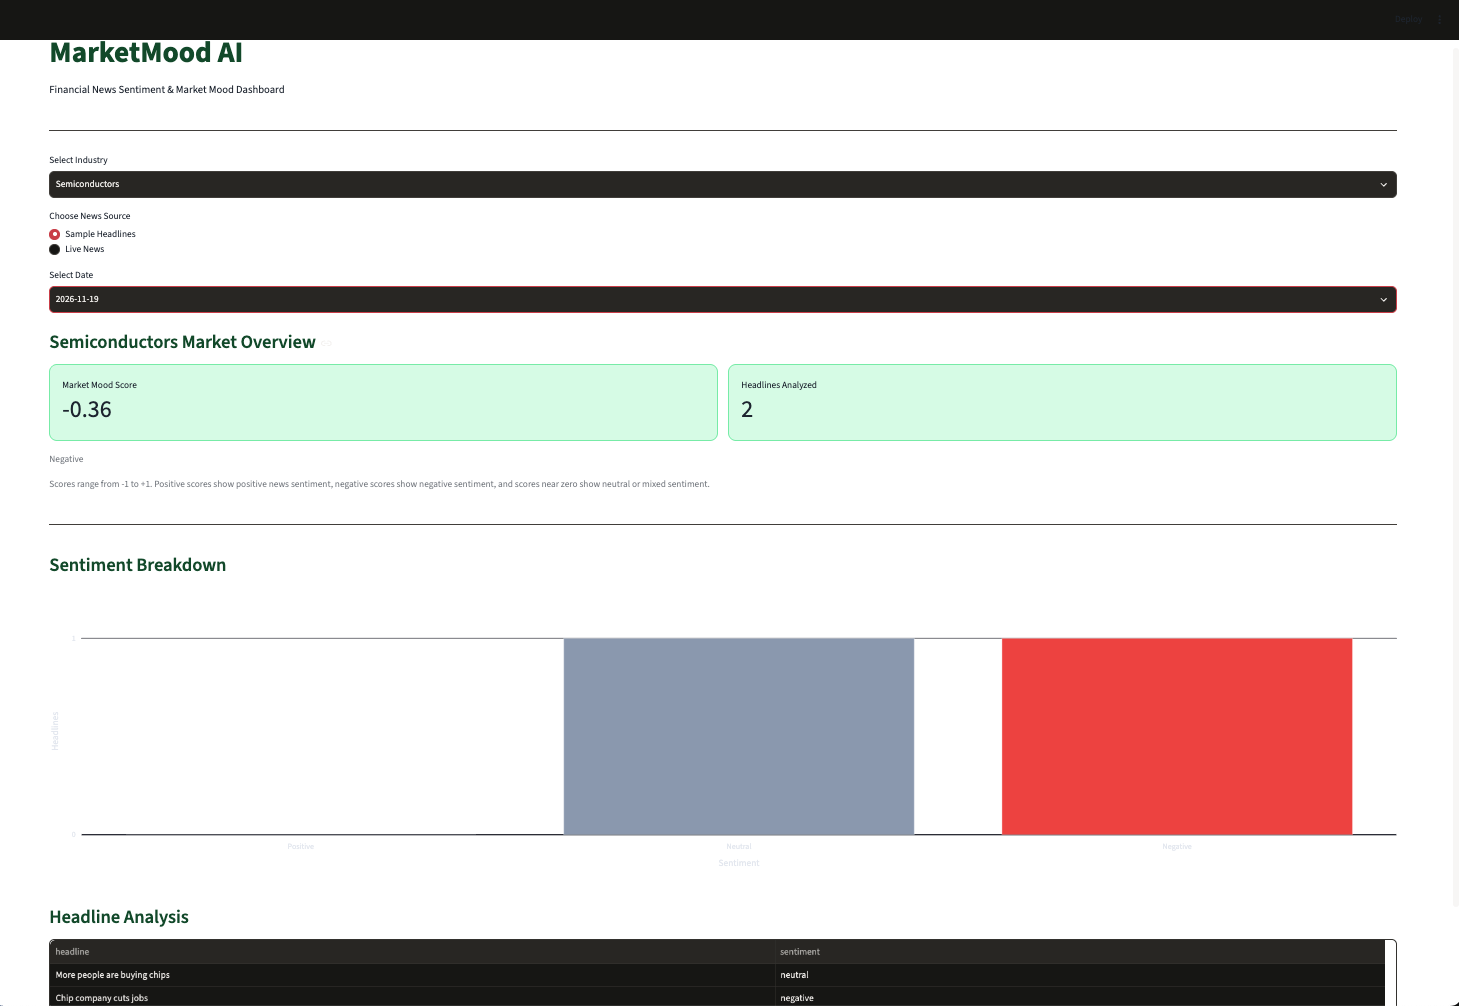 Deploy
MarketMood AI
Financial News Sentiment & Market Mood Dashboard
Select Industry
Semiconductors
Choose News Source
Sample Headlines
Live News
Select Date
2026-11-19
Semiconductors Market Overview
Market Mood Score
-0.36
Headlines Analyzed
2
Negative
Scores range from -1 to +1. Positive scores show positive news sentiment, negative scores show negative sentiment, and scores near zero show neutral or mixed sentiment.
Sentiment Breakdown
1
Headlines
0
Positive
Neutral
Negative
Sentiment
Headline Analysis
headline
sentiment
More people are buying chips
neutral
Chip company cuts jobs
negative